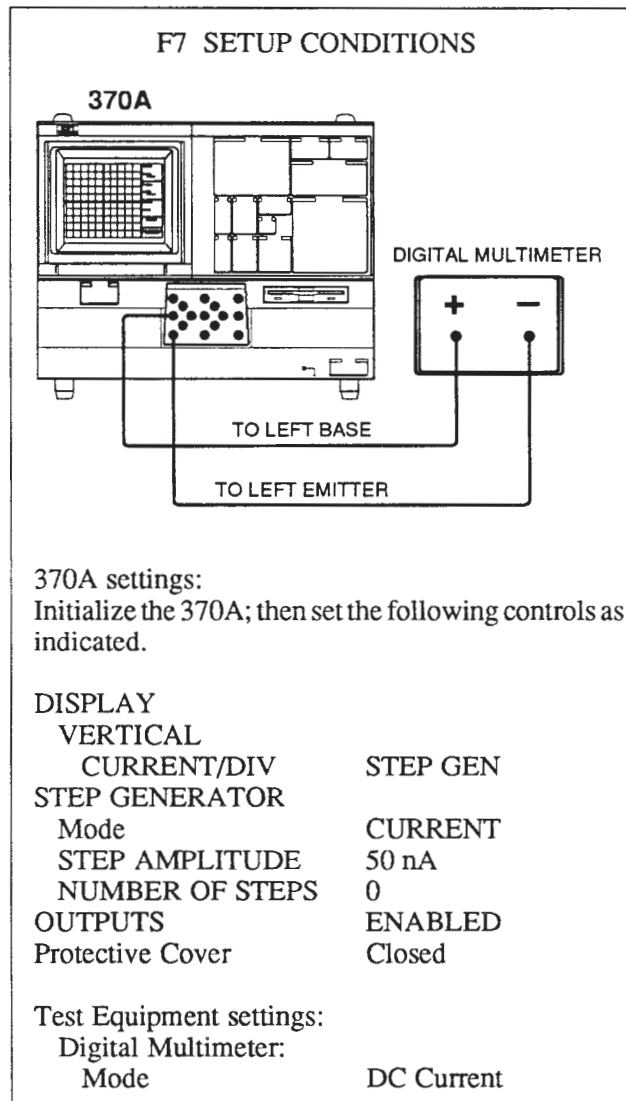 F7 SETUP CONDITIONS
370A
DIGITAL MULTIMETER
+ −
TO LEFT BASE
TO LEFT EMITTER
370A settings:
Initialize the 370A; then set the following controls as
indicated.
DISPLAY
VERTICAL
CURRENT/DIV STEP GEN
STEP GENERATOR
Mode CURRENT
STEP AMPLITUDE 50 nA
NUMBER OF STEPS 0
OUTPUTS ENABLED
Protective Cover Closed
Test Equipment settings:
Digital Multimeter:
Mode DC Current